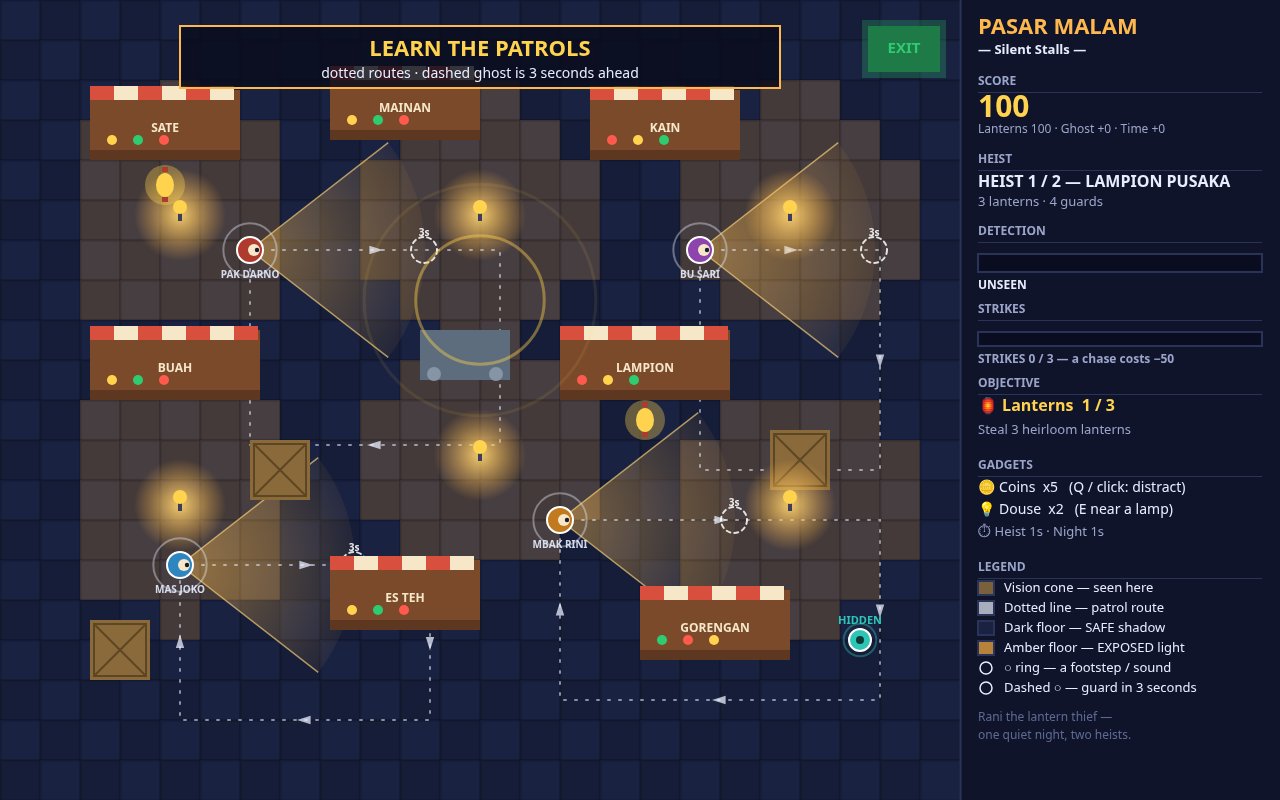 LEARN THE PATROLS
dotted routes · dashed ghost is 3 seconds ahead
EXIT
SATE
MAINAN
KAIN
3s
PAK DARNO
3s
BU SARI
BUAH
LAMPION
3s
MBAK RINI
3s
MAS JOKO
ES TEH
GORENGAN
HIDDEN
PASAR MALAM
— Silent Stalls —
SCORE
100
Lanterns 100 · Ghost +0 · Time +0
HEIST
HEIST 1 / 2 — LAMPION PUSAKA
3 lanterns · 4 guards
DETECTION
UNSEEN
STRIKES
STRIKES 0 / 3 — a chase costs −50
OBJECTIVE
Lanterns 1 / 3
Steal 3 heirloom lanterns
GADGETS
Coins x5 (Q / click: distract)
Douse x2 (E near a lamp)
Heist 1s · Night 1s
LEGEND
Vision cone — seen here
Dotted line — patrol route
Dark floor — SAFE shadow
Amber floor — EXPOSED light
○ ring — a footstep / sound
Dashed ○ — guard in 3 seconds
Rani the lantern thief —
one quiet night, two heists.